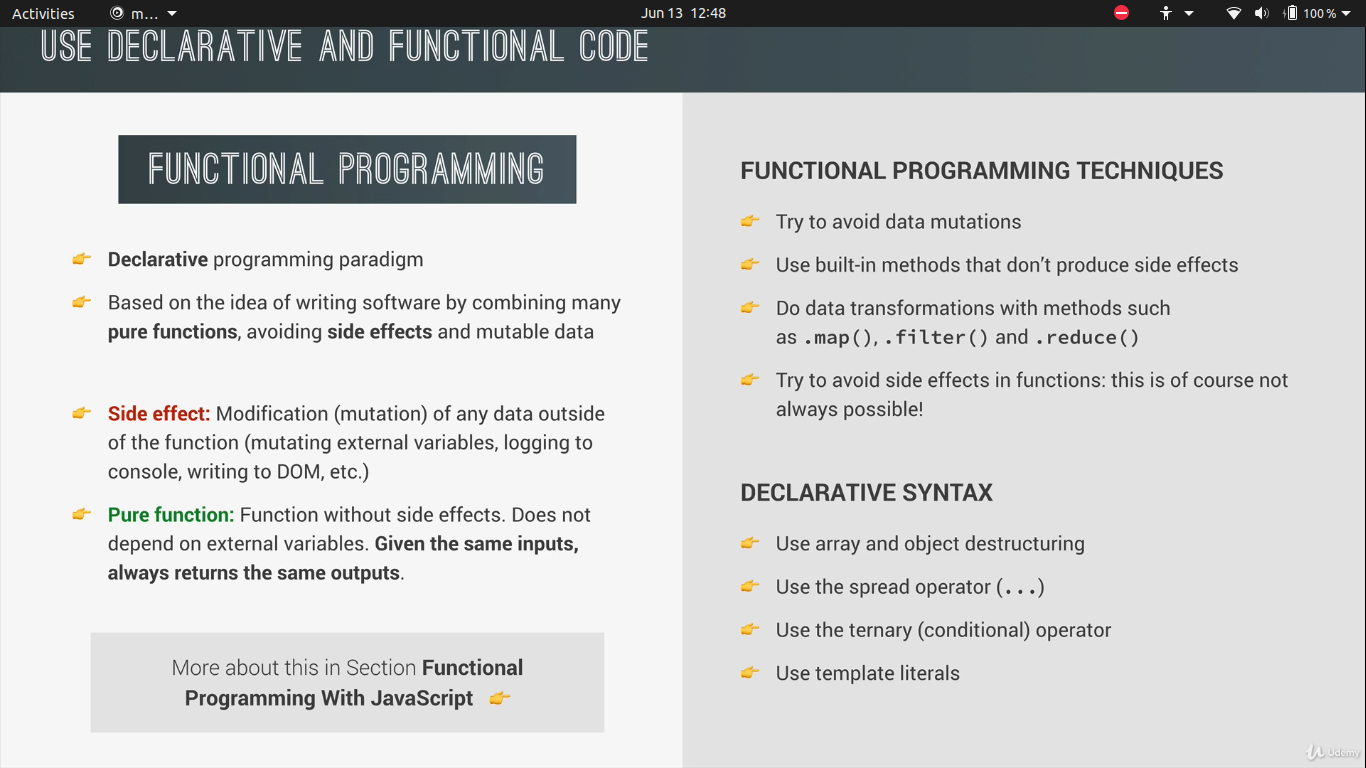 Activities
m...
Jun 13 12:48
100 %
USE DECLARATIVE AND FUNCTIONAL CODE
FUNCTIONAL PROGRAMMING
Declarative programming paradigm
Based on the idea of writing software by combining many
pure functions, avoiding side effects and mutable data
Side effect: Modification (mutation) of any data outside
of the function (mutating external variables, logging to
console, writing to DOM, etc.)
Pure function: Function without side effects. Does not
depend on external variables. Given the same inputs,
always returns the same outputs.
More about this in Section Functional
Programming With JavaScript
FUNCTIONAL PROGRAMMING TECHNIQUES
Try to avoid data mutations
Use built-in methods that don’t produce side effects
Do data transformations with methods such
as .map(), .filter() and .reduce()
Try to avoid side effects in functions: this is of course not
always possible!
DECLARATIVE SYNTAX
Use array and object destructuring
Use the spread operator (...)
Use the ternary (conditional) operator
Use template literals
Udemy